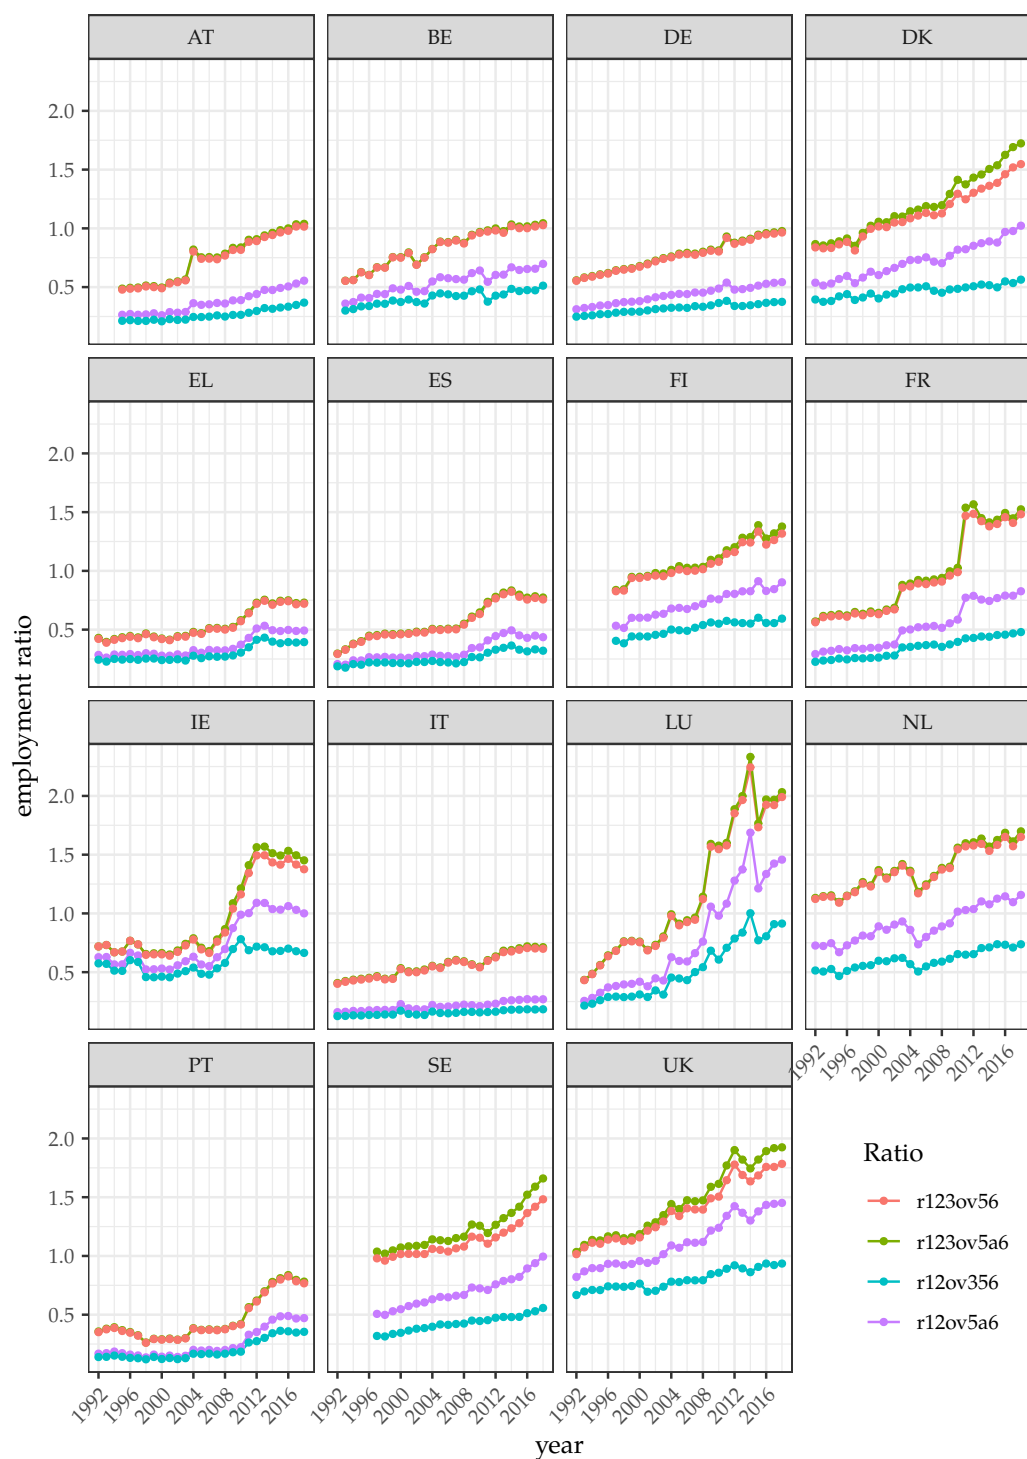 AT BE DE DK
2.0
1.5
1.0
0.5
EL ES FI FR
2.0
1.5
1.0
0.5
employment ratio
IE IT LU NL
2.0
1.5
1.0
0.5
1992 1996 2000 2004 2008 2012 2016
PT SE UK
2.0
1.5
1.0
0.5
Ratio
r123ov56
r123ov5a6
r12ov356
r12ov5a6
1992 1996 2000 2004 2008 2012 2016 1992 1996 2000 2004 2008 2012 2016 1992 1996 2000 2004 2008 2012 2016
year